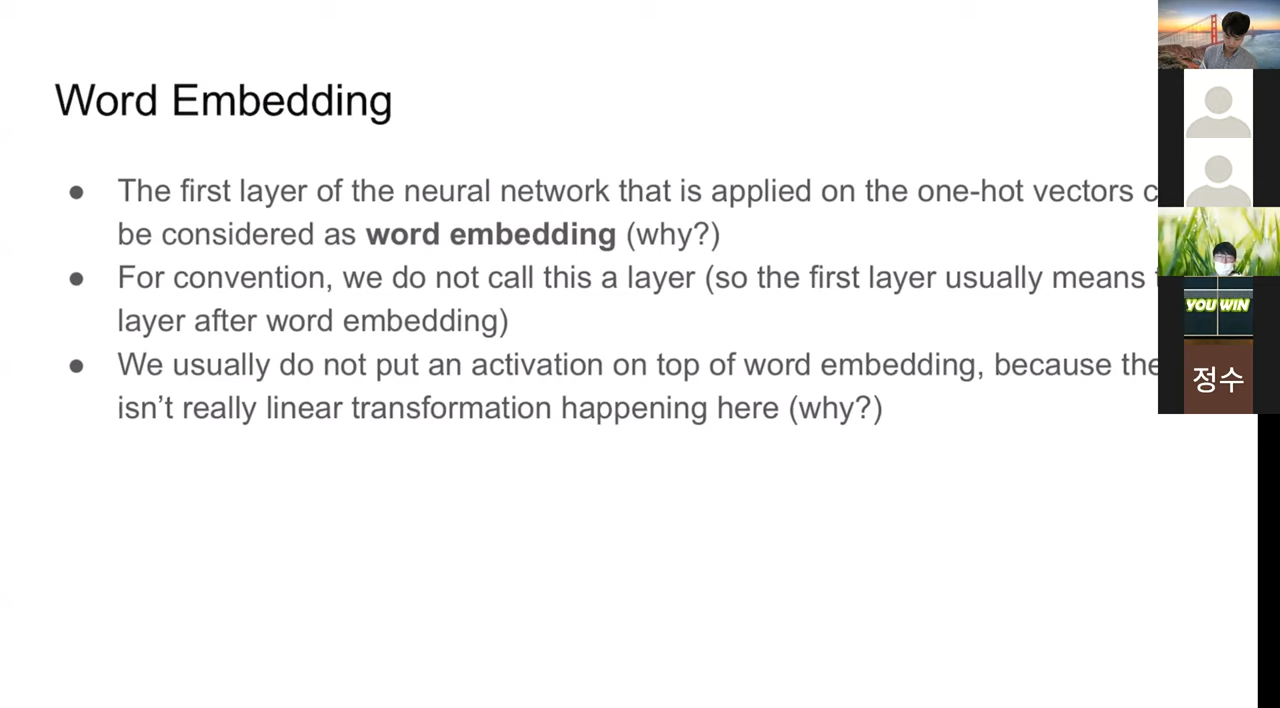 Word Embedding
● The first layer of the neural network that is applied on the one-hot vectors
be considered as word embedding (why?)
● For convention, we do not call this a layer (so the first layer usually means
layer after word embedding)
● We usually do not put an activation on top of word embedding, because
isn’t really linear transformation happening here (why?)
YOU WIN
정수